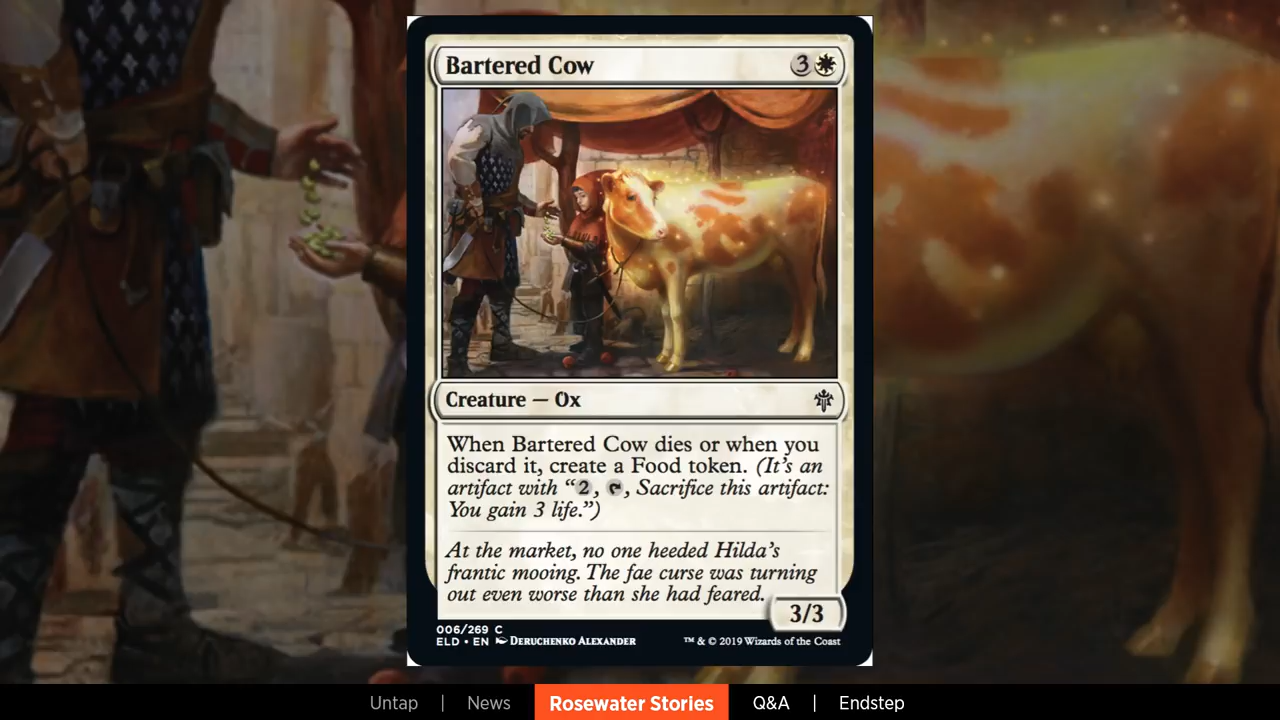 Bartered Cow 3
Creature — Ox
When Bartered Cow dies or when you
discard it, create a Food token. (It's an
artifact with “2, , Sacrifice this artifact:
You gain 3 life.”)
At the market, no one heeded Hilda's
frantic mooing. The fae curse was turning
out even worse than she had feared.
3/3
006/269 C
ELD • EN DERUCHENKO ALEXANDER
™ & © 2019 Wizards of the Coast
Untap | News Rosewater Stories Q&A | Endstep